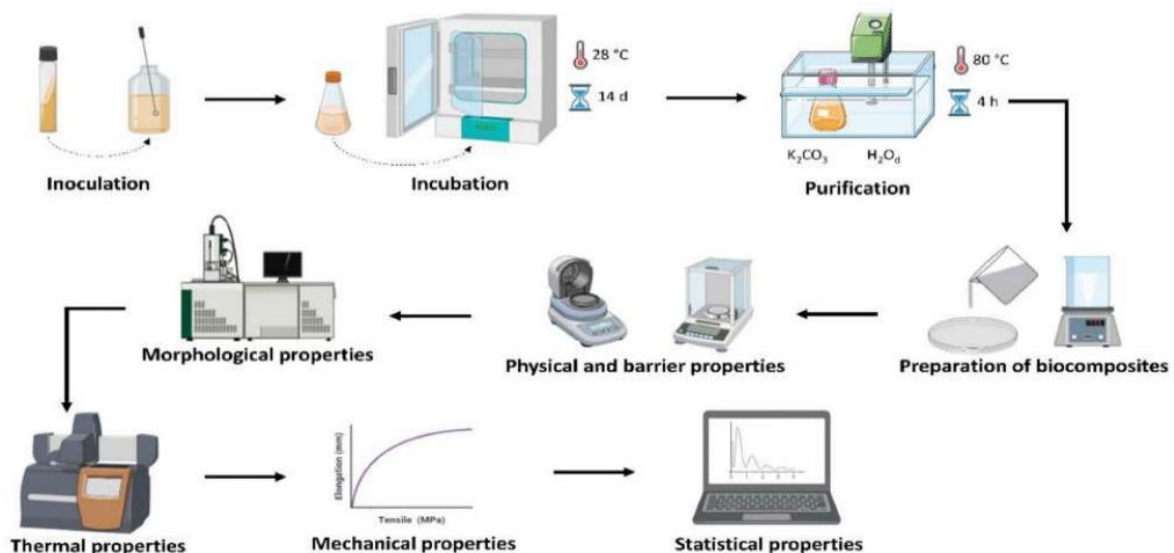 28 °C
14 d
80 °C
4 h
K₂CO₃
H₂Od
Inoculation
Incubation
Purification
Morphological properties
Physical and barrier properties
Preparation of biocomposites
Elongation (mm)
Tensile (MPa)
Thermal properties
Mechanical properties
Statistical properties